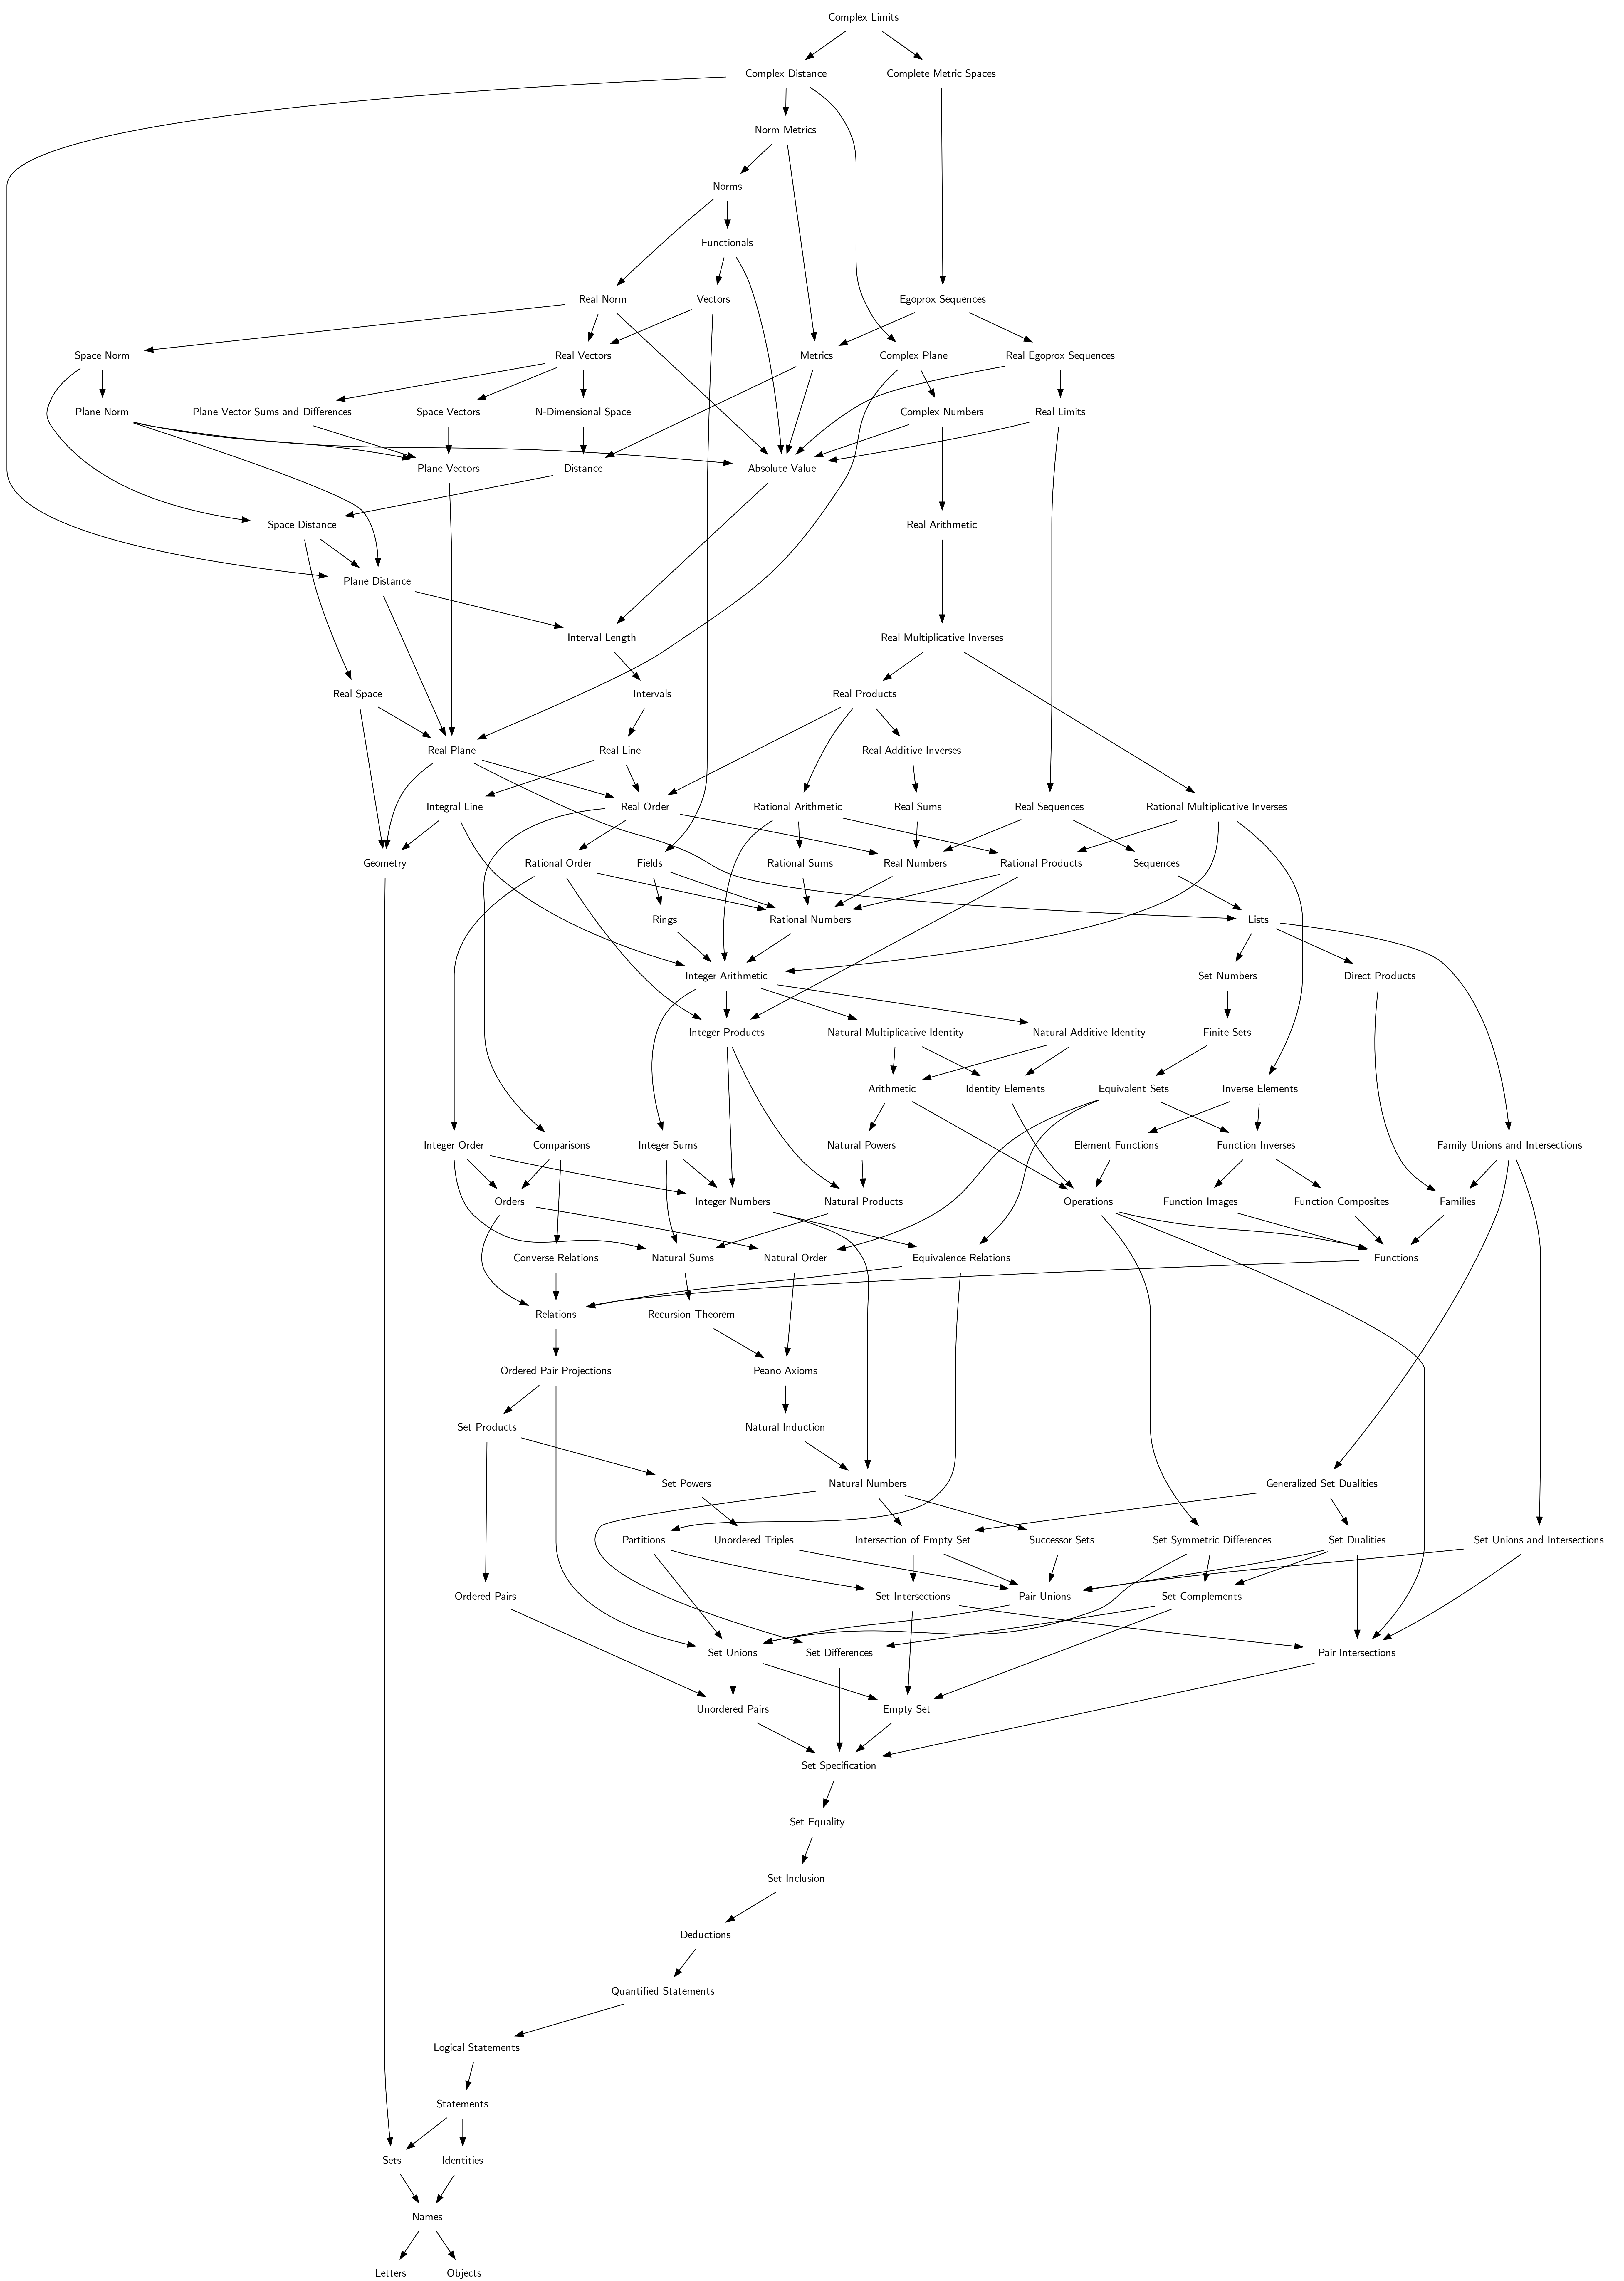 Complex Limits
Complex Distance
Complete Metric Spaces
Norm Metrics
Norms
Functionals
Real Norm
Vectors
Egoprox Sequences
Space Norm
Real Vectors
Metrics
Complex Plane
Real Egoprox Sequences
Plane Norm
Plane Vector Sums and Differences
Space Vectors
N-Dimensional Space
Complex Numbers
Real Limits
Plane Vectors
Distance
Absolute Value
Space Distance
Real Arithmetic
Plane Distance
Interval Length
Real Multiplicative Inverses
Real Space
Intervals
Real Products
Real Plane
Real Line
Real Additive Inverses
Integral Line
Real Order
Rational Arithmetic
Real Sums
Real Sequences
Rational Multiplicative Inverses
Geometry
Rational Order
Fields
Rational Sums
Real Numbers
Rational Products
Sequences
Rings
Rational Numbers
Lists
Integer Arithmetic
Set Numbers
Direct Products
Integer Products
Natural Multiplicative Identity
Natural Additive Identity
Finite Sets
Arithmetic
Identity Elements
Equivalent Sets
Inverse Elements
Integer Order
Comparisons
Integer Sums
Natural Powers
Element Functions
Function Inverses
Family Unions and Intersections
Orders
Integer Numbers
Natural Products
Operations
Function Images
Function Composites
Families
Converse Relations
Natural Sums
Natural Order
Equivalence Relations
Functions
Relations
Recursion Theorem
Ordered Pair Projections
Peano Axioms
Set Products
Natural Induction
Set Powers
Natural Numbers
Generalized Set Dualities
Partitions
Unordered Triples
Intersection of Empty Set
Successor Sets
Set Symmetric Differences
Set Dualities
Set Unions and Intersections
Ordered Pairs
Set Intersections
Pair Unions
Set Complements
Set Unions
Set Differences
Pair Intersections
Unordered Pairs
Empty Set
Set Specification
Set Equality
Set Inclusion
Deductions
Quantified Statements
Logical Statements
Statements
Sets
Identities
Names
Letters
Objects